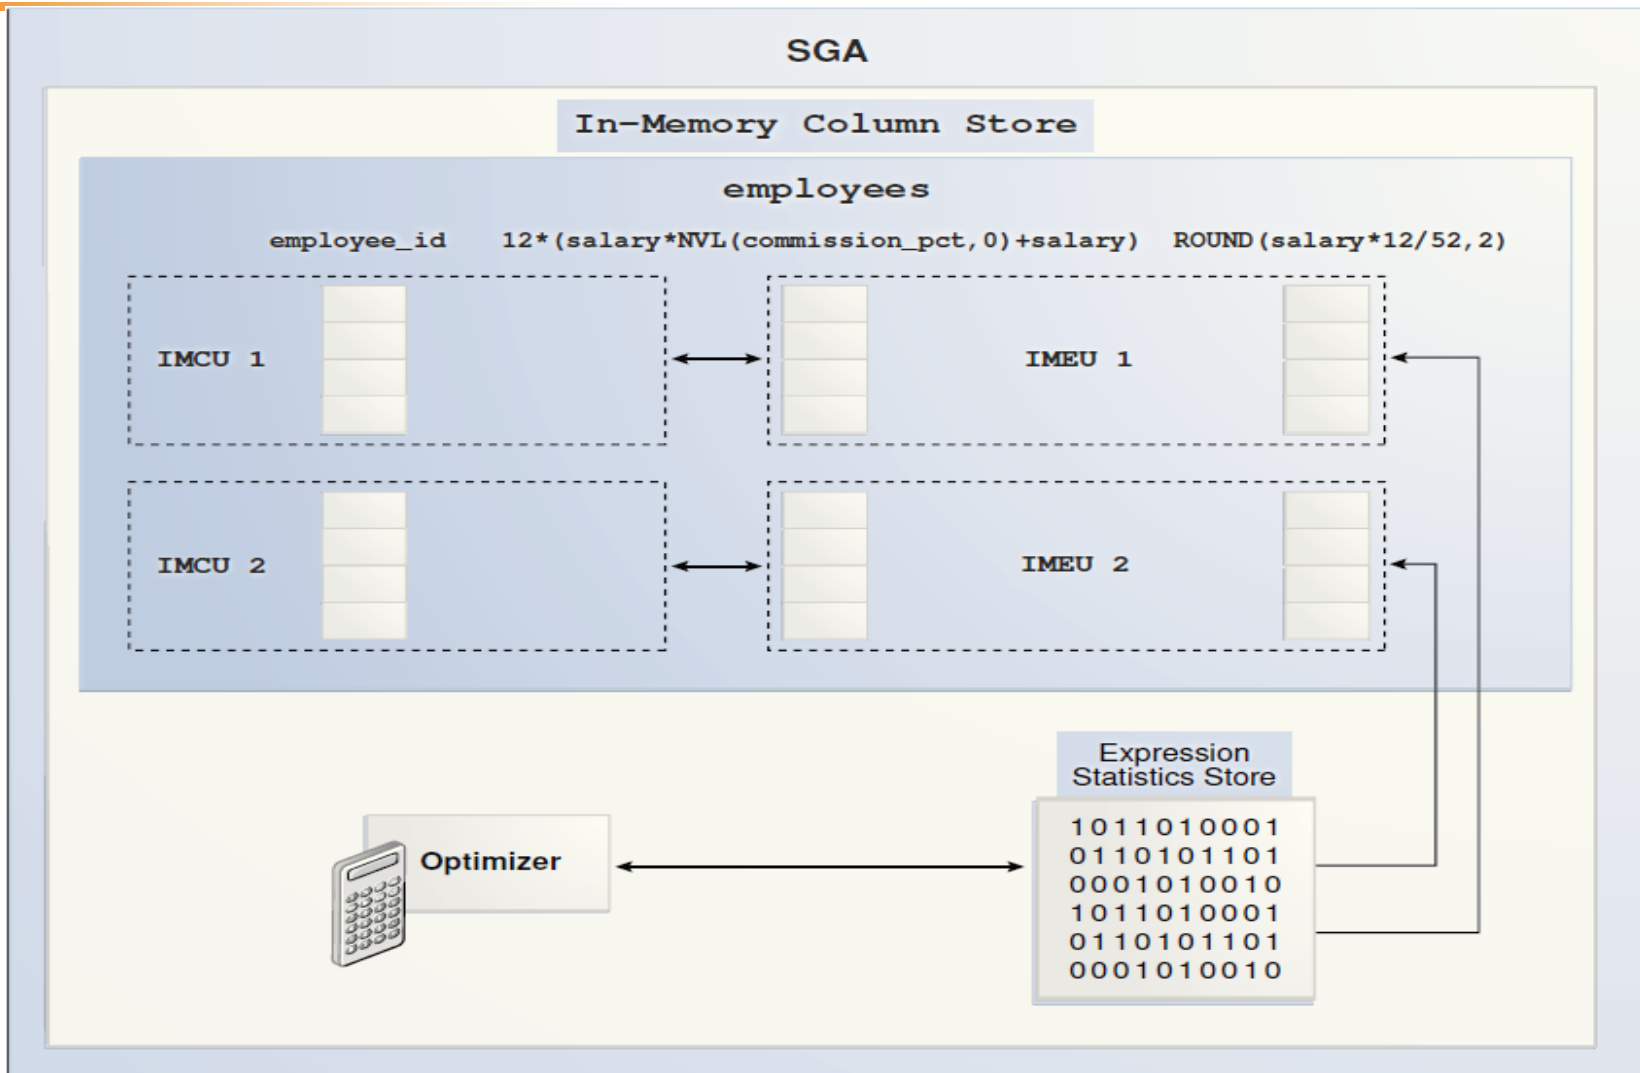 SGA
In-Memory Column Store
employees
employee_id 12*(salary*NVL(commission_pct,0)+salary) ROUND(salary*12/52,2)
IMCU 1 IMEU 1
IMCU 2 IMEU 2
Expression
Statistics Store
Optimizer
1011010001
0110101101
0001010010
1011010001
0110101101
0001010010